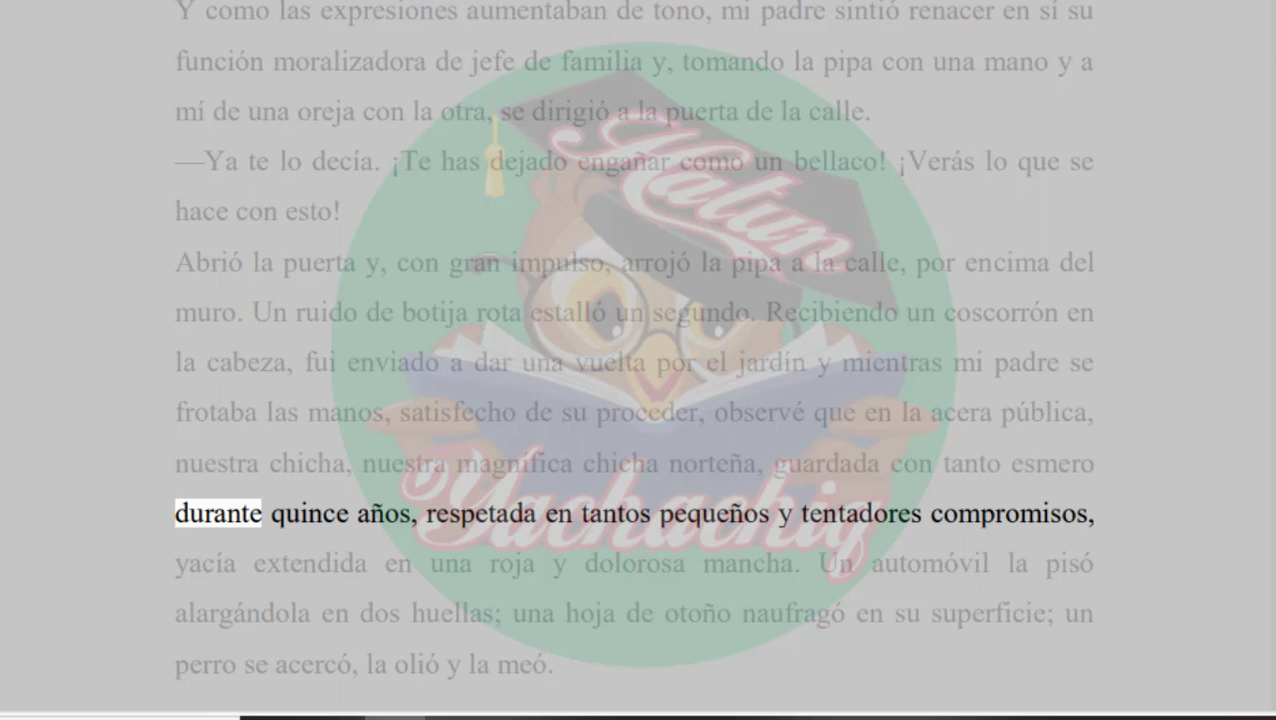 Y como las expresiones aumentaban de tono, mi padre sintió renacer en sí su
función moralizadora de jefe de familia y, tomando la pipa con una mano y a
mí de una oreja con la otra, se dirigió a la puerta de la calle.
—Ya te lo decía. ¡Te has dejado engañar como un bellaco! ¡Verás lo que se
hace con esto!
Abrió la puerta y, con gran impulso, arrojó la pipa a la calle, por encima del
muro. Un ruido de botija rota estalló un segundo. Recibiendo un coscorrón en
la cabeza, fui enviado a dar una vuelta por el jardín y mientras mi padre se
frotaba las manos, satisfecho de su proceder, observé que en la acera pública,
nuestra chicha, nuestra magnífica chicha norteña, guardada con tanto esmero
durante quince años, respetada en tantos pequeños y tentadores compromisos,
yacía extendida en una roja y dolorosa mancha. Un automóvil la pisó
alargándola en dos huellas; una hoja de otoño naufragó en su superficie; un
perro se acercó, la olió y la meó.
Hatun
Yachachiq